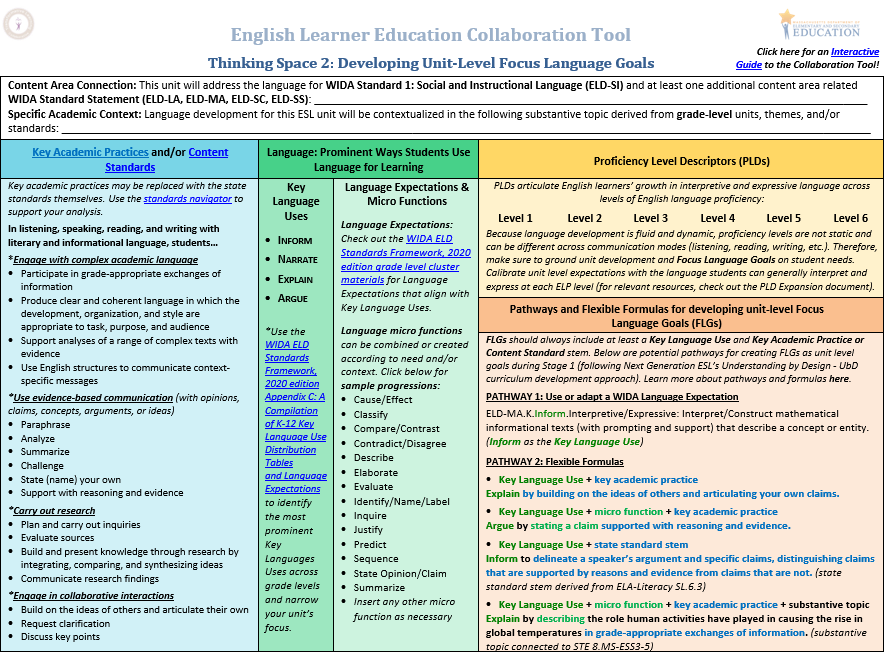 DEPARTMENT OF
ELEMENTARY AND SECONDARY
EDUCATION
English Learner Education Collaboration Tool
Thinking Space 2: Developing Unit-Level Focus Language Goals
Click here for an Interactive
Guide to the Collaboration Tool!
Content Area Connection: This unit will address the language for WIDA Standard 1: Social and Instructional Language (ELD-SI) and at least one additional content area related
WIDA Standard Statement (ELD-LA, ELD-MA, ELD-SC, ELD-SS):
Specific Academic Context: Language development for this ESL unit will be contextualized in the following substantive topic derived from grade-level units, themes, and/or
standards:
Key Academic Practices and/or Content
Standards
Key academic practices may be replaced with the state
standards themselves. Use the standards navigator to
support your analysis.
In listening, speaking, reading, and writing with
literary and informational language, students…
*Engage with complex academic language
• Participate in grade-appropriate exchanges of
information
• Produce clear and coherent language in which the
development, organization, and style are
appropriate to task, purpose, and audience
• Support analyses of a range of complex texts with
evidence
• Use English structures to communicate context-
specific messages
*Use evidence-based communication (with opinions,
claims, concepts, arguments, or ideas)
• Paraphrase
• Analyze
• Summarize
• Challenge
• State (name) your own
• Support with reasoning and evidence
*Carry out research
• Plan and carry out inquiries
• Evaluate sources
• Build and present knowledge through research by
integrating, comparing, and synthesizing ideas
• Communicate research findings
*Engage in collaborative interactions
• Build on the ideas of others and articulate their own
• Request clarification
• Discuss key points
Language: Prominent Ways Students Use
Language for Learning
Key
Language
Uses
• INFORM
• NARRATE
• EXPLAIN
• ARGUE
*Use the
WIDA ELD
Standards
Framework,
2020 edition
Appendix C: A
Compilation
of K-12 Key
Language Use
Distribution
Tables
and Language
Expectations
to identify
the most
prominent
Key
Languages
Uses across
grade levels
and narrow
your unit's
focus.
Language Expectations &
Micro Functions
Language Expectations:
Check out the WIDA ELD
Standards Framework, 2020
edition grade level cluster
materials for Language
Expectations that align with
Key Language Uses.
Language micro functions
can be combined or created
according to need and/or
context. Click below for
sample progressions:
• Cause/Effect
• Classify
• Compare/Contrast
• Contradict/Disagree
• Describe
• Elaborate
• Evaluate
• Identify/Name/Label
• Inquire
• Justify
• Predict
• Sequence
• State Opinion/Claim
• Summarize
• Insert any other micro
function as necessary
Proficiency Level Descriptors (PLDs)
PLDs articulate English learners' growth in interpretive and expressive language across
levels of English language proficiency:
Level 1 Level 2 Level 3 Level 4 Level 5 Level 6
Because language development is fluid and dynamic, proficiency levels are not static and
can be different across communication modes (listening, reading, writing, etc.). Therefore,
make sure to ground unit development and Focus Language Goals on student needs.
Calibrate unit level expectations with the language students can generally interpret and
express at each ELP level (for relevant resources, check out the PLD Expansion document).
Pathways and Flexible Formulas for developing unit-level Focus
Language Goals (FLGs)
FLGs should always include at least a Key Language Use and Key Academic Practice or
Content Standard stem. Below are potential pathways for creating FLGs as unit level
goals during Stage 1 (following Next Generation ESL's Understanding by Design - UbD
curriculum development approach). Learn more about pathways and formulas here.
PATHWAY 1: Use or adapt a WIDA Language Expectation
ELD-MA.K.Inform.Interpretive/Expressive: Interpret/Construct mathematical
informational texts (with prompting and support) that describe a concept or entity.
(Inform as the Key Language Use)
PATHWAY 2: Flexible Formulas
• Key Language Use + key academic practice
Explain by building on the ideas of others and articulating your own claims.
• Key Language Use + micro function + key academic practice
Argue by stating a claim supported with reasoning and evidence.
• Key Language Use + state standard stem
Inform to delineate a speaker's argument and specific claims, distinguishing claims
that are supported by reasons and evidence from claims that are not. (state
standard stem derived from ELA-Literacy SL.6.3)
• Key Language Use + micro function + key academic practice + substantive topic
Explain by describing the role human activities have played in causing the rise in
global temperatures in grade-appropriate exchanges of information. (substantive
topic connected to STE 8.MS-ESS3-5)